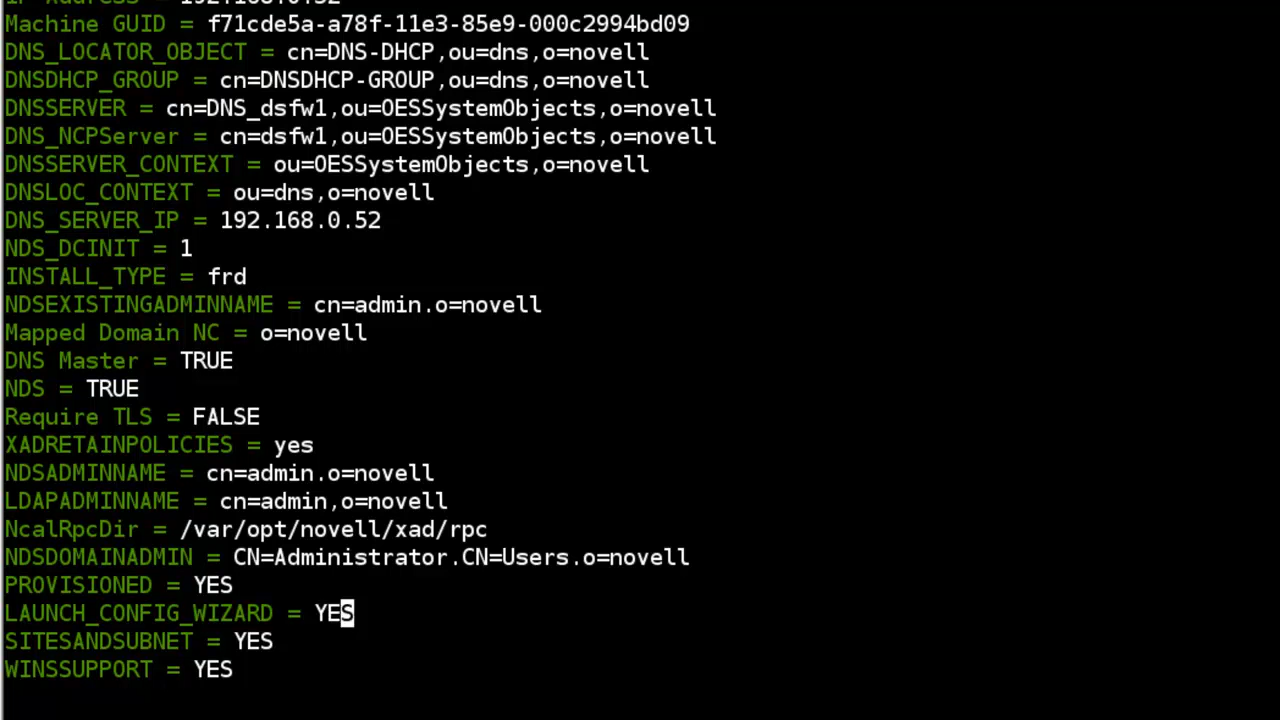 Machine GUID = f71cde5a-a78f-11e3-85e9-000c2994bd09
DNS_LOCATOR_OBJECT = cn=DNS-DHCP,ou=dns,o=novell
DNSDHCP_GROUP = cn=DNSDHCP-GROUP,ou=dns,o=novell
DNSSERVER = cn=DNS_dsfw1,ou=OESSystemObjects,o=novell
DNS_NCPServer = cn=dsfw1,ou=OESSystemObjects,o=novell
DNSSERVER_CONTEXT = ou=OESSystemObjects,o=novell
DNSLOC_CONTEXT = ou=dns,o=novell
DNS_SERVER_IP = 192.168.0.52
NDS_DCINIT = 1
INSTALL_TYPE = frd
NDSEXISTINGADMINNAME = cn=admin.o=novell
Mapped Domain NC = o=novell
DNS Master = TRUE
NDS = TRUE
Require TLS = FALSE
XADRETAINPOLICIES = yes
NDSADMINNAME = cn=admin.o=novell
LDAPADMINNAME = cn=admin,o=novell
NcalRpcDir = /var/opt/novell/xad/rpc
NDSDOMAINADMIN = CN=Administrator.CN=Users.o=novell
PROVISIONED = YES
LAUNCH_CONFIG_WIZARD = YES
SITESANDSUBNET = YES
WINSSUPPORT = YES